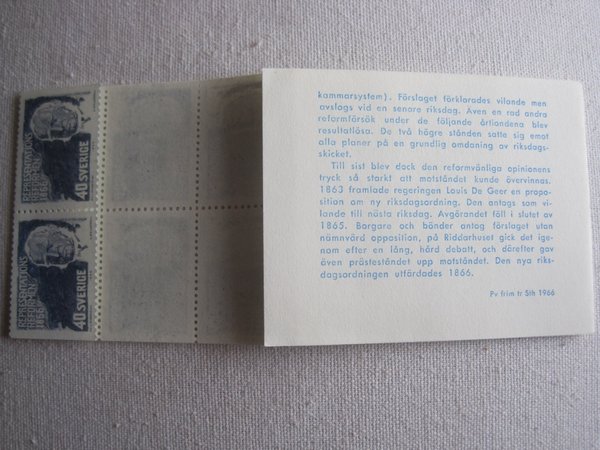 kammarsystem). Förslaget förklarades vilande men
avslogs vid en senare riksdag. Även en rad andra
reformförsök under de följande årtiondena blev
resultatlösa. De två högre stånden satte sig emot
alla planer på en grundlig omdaning av riksdags-
skicket.
Till sist blev dock den reformvänliga opinionens
tryck så starkt att motståndet kunde övervinnas.
1863 framlade regeringen Louis De Geer en propo-
sition om ny riksdagsordning. Den antogs som vi-
lande till nästa riksdag. Avgörandet föll i slutet av
1865. Borgare och bönder antog förslaget utan
nämnvärd opposition, på Riddarhuset gick det ige-
nom efter en lång, hård debatt, och därefter gav
även prästeståndet upp motståndet. Den nya riks-
dagsordningen utfärdades 1866.
Pv frim tr Sth 1966
REPRESENTATIONS
REFORMEN
1866
40 SVERIGE
REPRESENTATIONS
REFORMEN
1866
40 SVERIGE